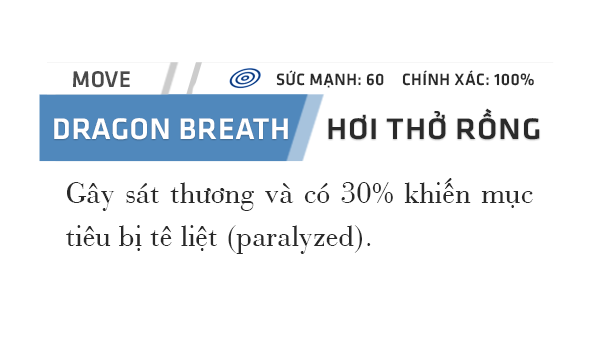 MOVE SỨC MẠNH: 60 CHÍNH XÁC: 100%
DRAGON BREATH HƠI THỞ RỒNG
Gây sát thương và có 30% khiến mục
tiêu bị tê liệt (paralyzed).